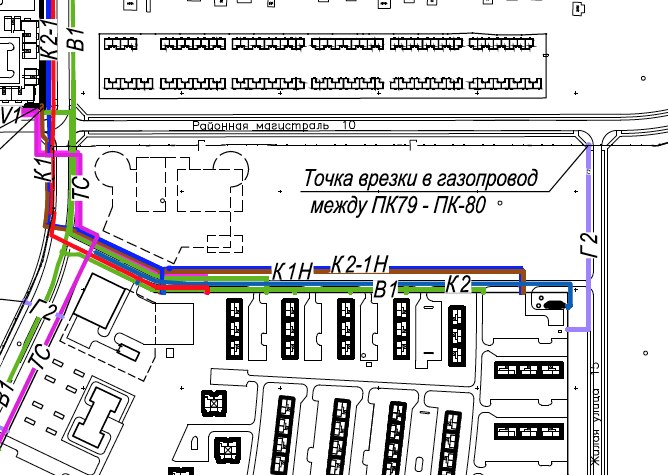 К2-1
В1
V1
Районная магистраль 10
К1
ТС
Точка врезки в газопровод
между ПК79 - ПК-80
Г2
К1Н
К2-1Н
В1
К2
Г2
ТС
В1
Жилая улица 15